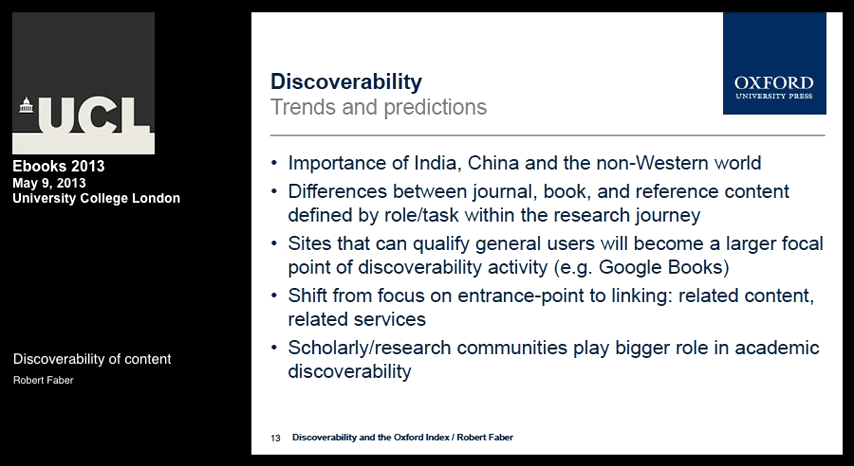 UCL
Ebooks 2013
May 9, 2013
University College London
Discoverability of content
Robert Faber
OXFORD
UNIVERSITY PRESS
Discoverability
Trends and predictions
• Importance of India, China and the non-Western world
• Differences between journal, book, and reference content
defined by role/task within the research journey
• Sites that can qualify general users will become a larger focal
point of discoverability activity (e.g. Google Books)
• Shift from focus on entrance-point to linking: related content,
related services
• Scholarly/research communities play bigger role in academic
discoverability
13 Discoverability and the Oxford Index / Robert Faber